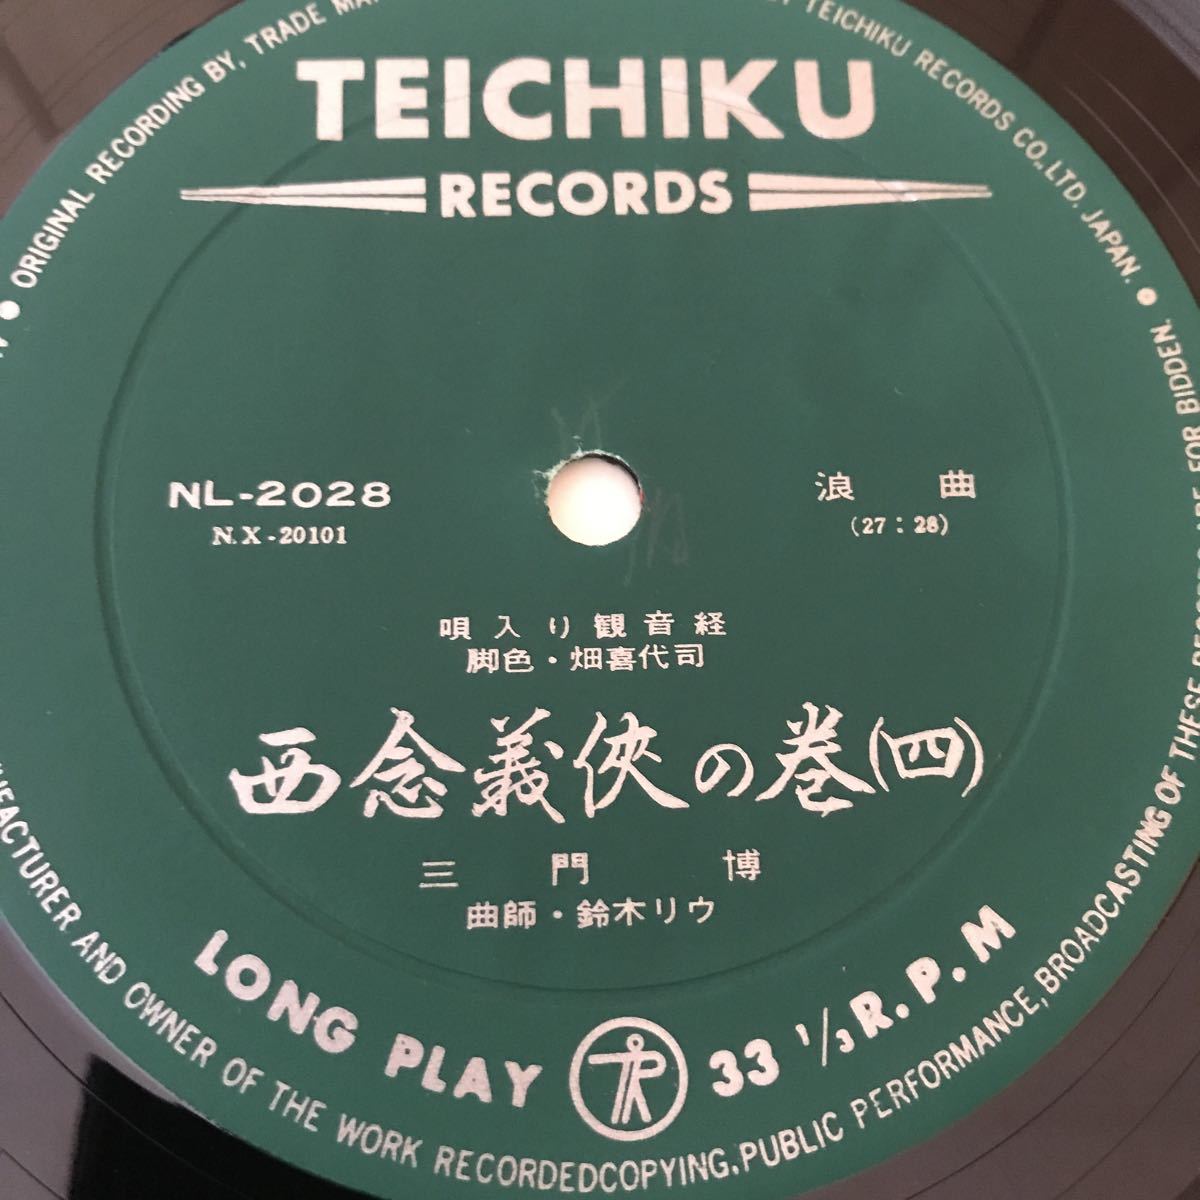 TEICHIKU
RECORDS
NL-2028
N.X-20101
浪曲
(27:28)
唄入り観音経
脚色・畑喜代司
西念義侠の巻(四)
三門博
曲師・鈴木リウ
LONG PLAY 33 1/3 R.P.M
ORIGINAL RECORDING BY, TRADE MA
TEICHIKU RECORDS CO., LTD. JAPAN.
FACTURER AND OWNER OF THE WORK RECORDEDCOPYING, PUBLIC PERFORMANCE, BROADCASTING OF THESE RECORDS BE FOR BIDDEN.